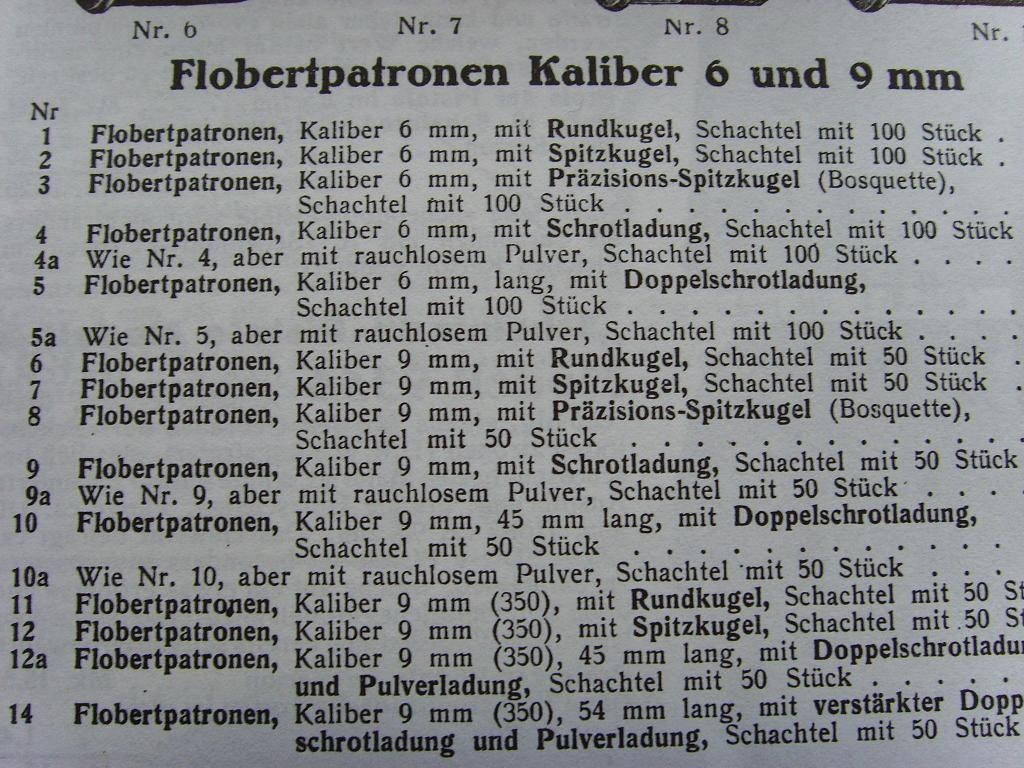 Nr. 6 Nr. 7 Nr. 8 Nr.
Flobertpatronen Kaliber 6 und 9 mm
Nr
1 Flobertpatronen, Kaliber 6 mm, mit Rundkugel, Schachtel mit 100 Stück .
2 Flobertpatronen, Kaliber 6 mm, mit Spitzkugel, Schachtel mit 100 Stück .
3 Flobertpatronen, Kaliber 6 mm, mit Präzisions-Spitzkugel (Bosquette),
Schachtel mit 100 Stück . . . . . . . . . . . . .
4 Flobertpatronen, Kaliber 6 mm, mit Schrotladung, Schachtel mit 100 Stück
4a Wie Nr. 4, aber mit rauchlosem Pulver, Schachtel mit 100 Stück . . . .
5 Flobertpatronen, Kaliber 6 mm, lang, mit Doppelschrotladung,
Schachtel mit 100 Stück . . . . . . . . . . . . .
5a Wie Nr. 5, aber mit rauchlosem Pulver, Schachtel mit 100 Stück . . . .
6 Flobertpatronen, Kaliber 9 mm, mit Rundkugel, Schachtel mit 50 Stück .
7 Flobertpatronen, Kaliber 9 mm, mit Spitzkugel, Schachtel mit 50 Stück .
8 Flobertpatronen, Kaliber 9 mm, mit Präzisions-Spitzkugel (Bosquette),
Schachtel mit 50 Stück . . . . . . . . . . . . .
9 Flobertpatronen, Kaliber 9 mm, mit Schrotladung, Schachtel mit 50 Stück
9a Wie Nr. 9, aber mit rauchlosem Pulver, Schachtel mit 50 Stück . . . .
10 Flobertpatronen, Kaliber 9 mm, 45 mm lang, mit Doppelschrotladung,
Schachtel mit 50 Stück . . . . . . . . . . . .
10a Wie Nr. 10, aber mit rauchlosem Pulver, Schachtel mit 50 Stück . . .
11 Flobertpatronen, Kaliber 9 mm (350), mit Rundkugel, Schachtel mit 50 St
12 Flobertpatronen, Kaliber 9 mm (350), mit Spitzkugel, Schachtel mit 50 St
12a Flobertpatronen, Kaliber 9 mm (350), 45 mm lang, mit Doppelschrotladu
und Pulverladung, Schachtel mit 50 Stück . . . . .
14 Flobertpatronen, Kaliber 9 mm (350), 54 mm lang, mit verstärkter Dopp
schrotladung und Pulverladung, Schachtel mit 50 Stück